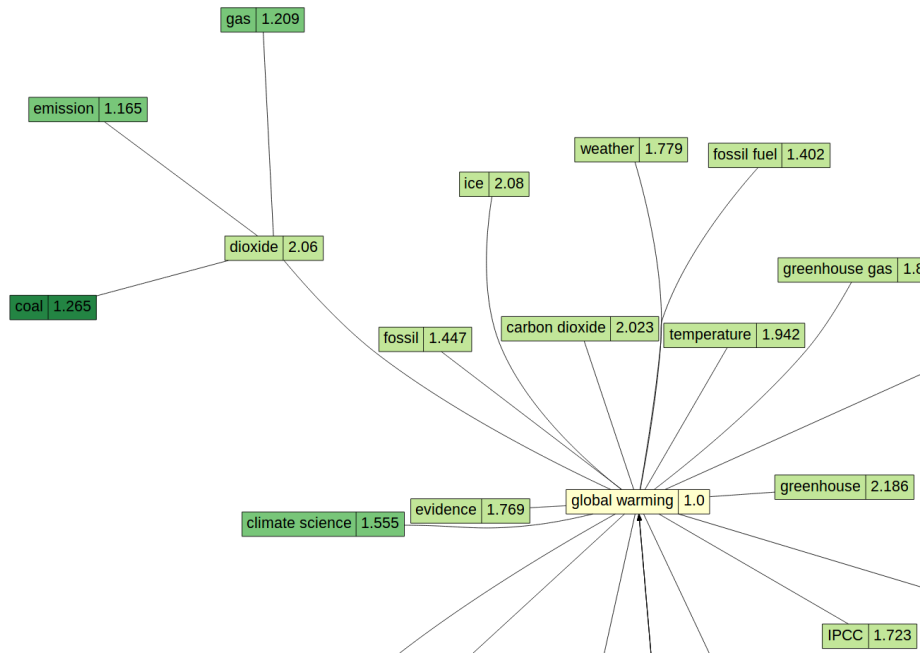 gas 1.209
emission 1.165
weather 1.779
fossil fuel 1.402
ice 2.08
dioxide 2.06
greenhouse gas 1.8
coal 1.265
carbon dioxide 2.023
fossil 1.447
temperature 1.942
greenhouse 2.186
global warming 1.0
evidence 1.769
climate science 1.555
IPCC 1.723